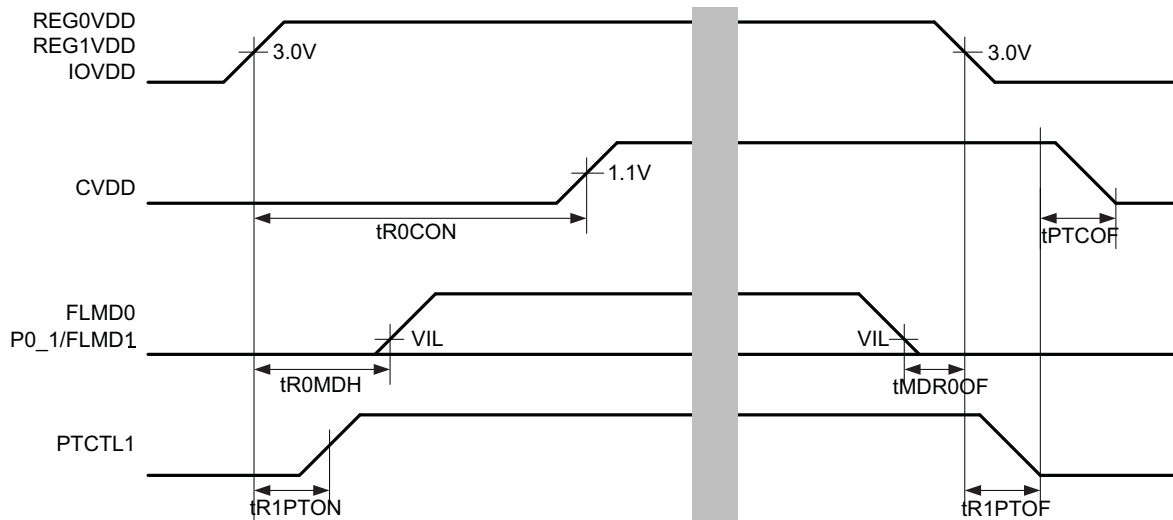 REG0VDD
REG1VDD
IOVDD
3.0V
3.0V
CVDD
1.1V
tR0CON
tPTCOF
FLMD0
P0_1/FLMD1
VIL
VIL
tR0MDH
tMDR0OF
PTCTL1
tR1PTON
tR1PTOF